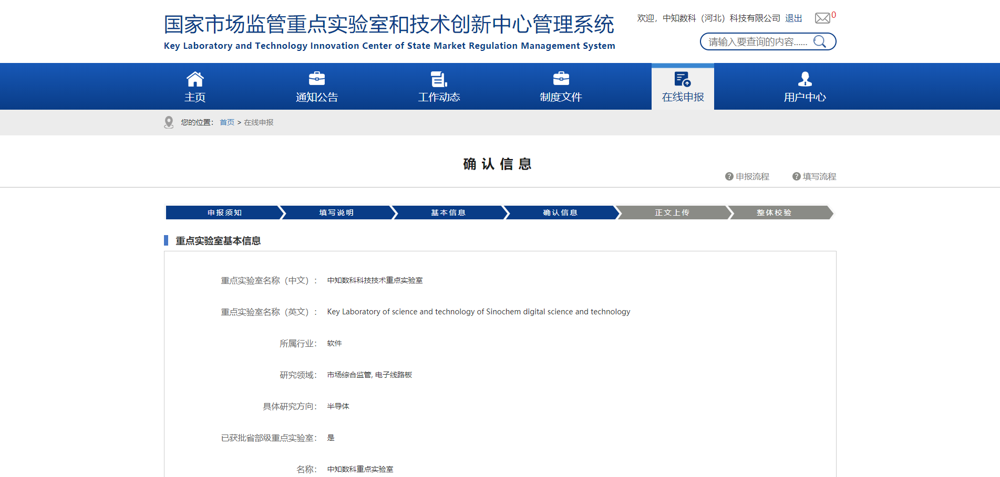 国家市场监管重点实验室和技术创新中心管理系统
Key Laboratory and Technology Innovation Center of State Market Regulation Management System
欢迎，中知数科（河北）科技有限公司 退出 0
请输入要查询的内容......
主页 通知公告 工作动态 制度文件 在线申报 用户中心
您的位置： 首页 > 在线申报
确认信息
? 申报流程 ? 填写流程
申报须知 填写说明 基本信息 确认信息 正文上传 整体校验
重点实验室基本信息
重点实验室名称（中文）： 中知数科科技技术重点实验室
重点实验室名称（英文）： Key Laboratory of science and technology of Sinochem digital science and technology
所属行业： 软件
研究领域： 市场综合监管, 电子线路板
具体研究方向： 半导体
已获批省部级重点实验室： 是
名称： 中知数科重点实验室